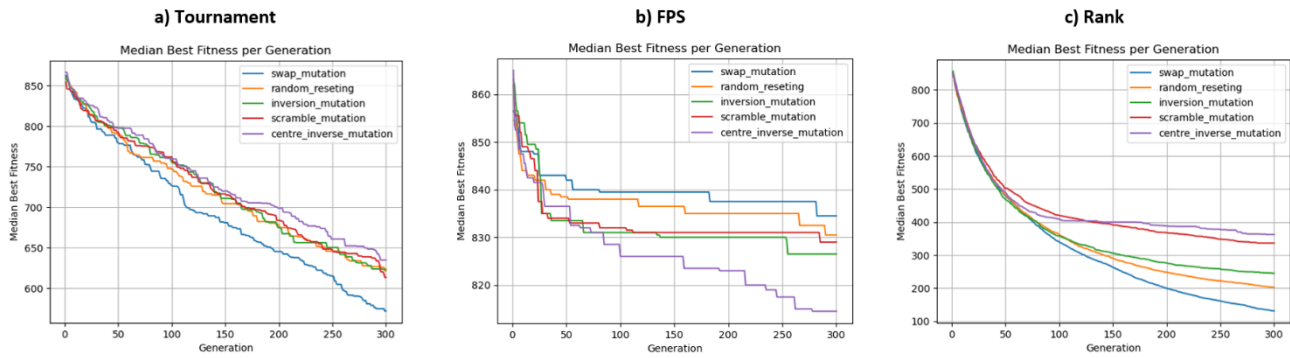 a) Tournament
Median Best Fitness per Generation
swap_mutation
random_reseting
inversion_mutation
scramble_mutation
centre_inverse_mutation
850
800
750
700
650
600
Median Best Fitness
0 50 100 150 200 250 300
Generation
b) FPS
Median Best Fitness per Generation
swap_mutation
random_reseting
inversion_mutation
scramble_mutation
centre_inverse_mutation
860
850
840
830
820
Median Best Fitness
0 50 100 150 200 250 300
Generation
c) Rank
Median Best Fitness per Generation
swap_mutation
random_reseting
inversion_mutation
scramble_mutation
centre_inverse_mutation
800
700
600
500
400
300
200
100
Median Best Fitness
0 50 100 150 200 250 300
Generation